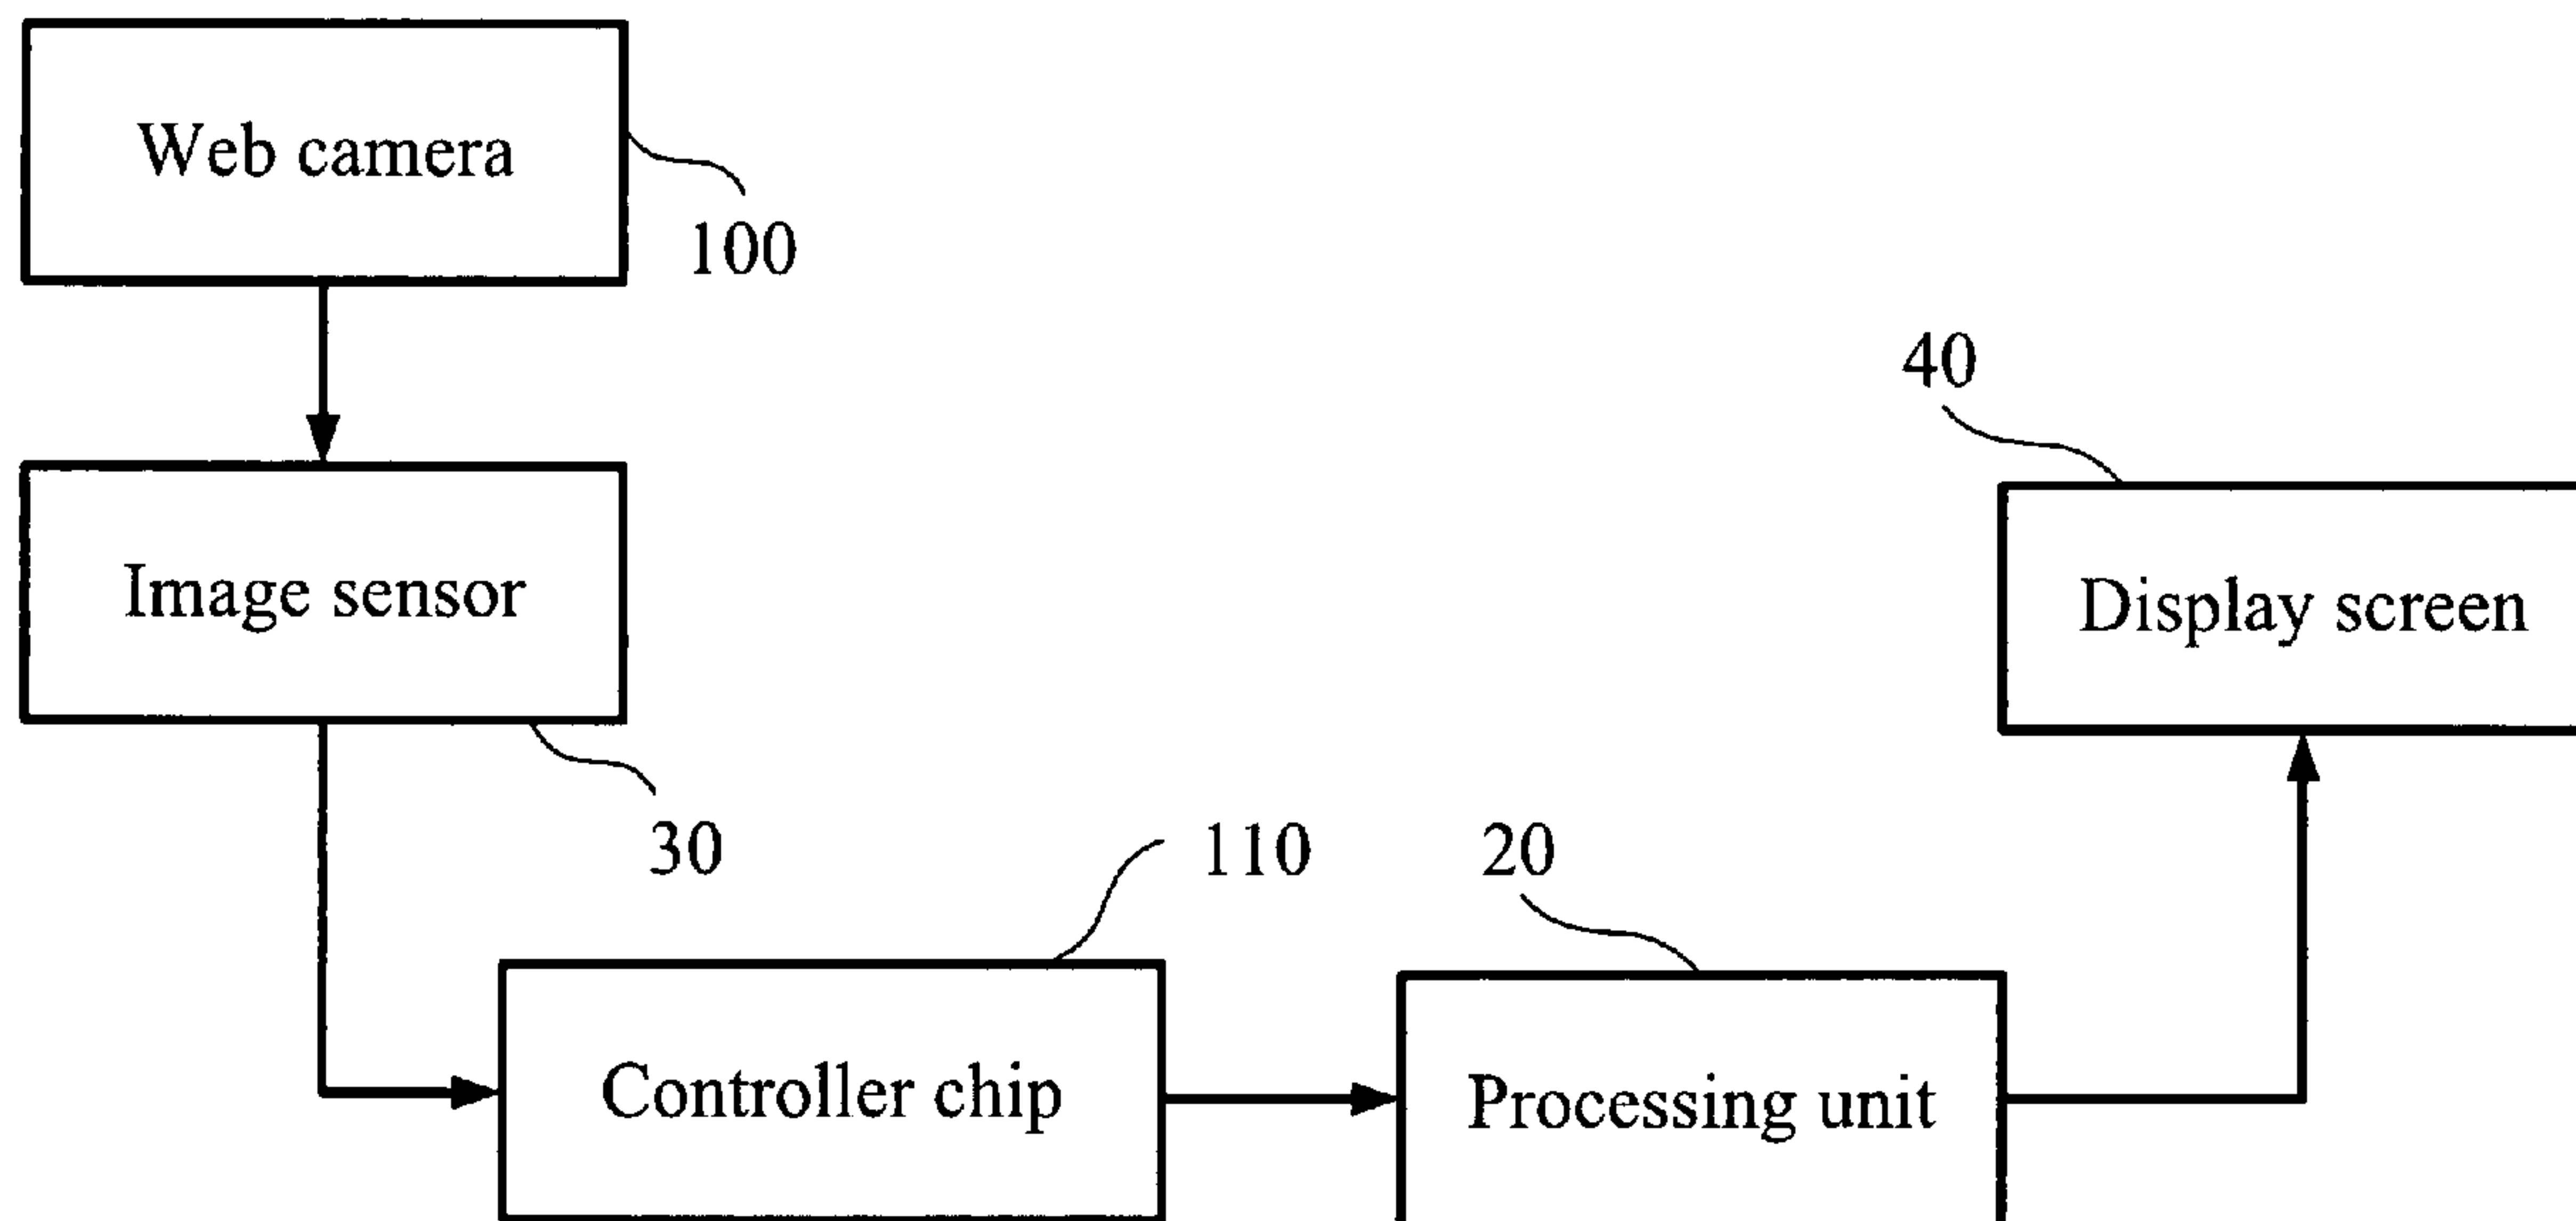 Web camera
100
40
Image sensor
Display screen
30
110
20
Controller chip
Processing unit